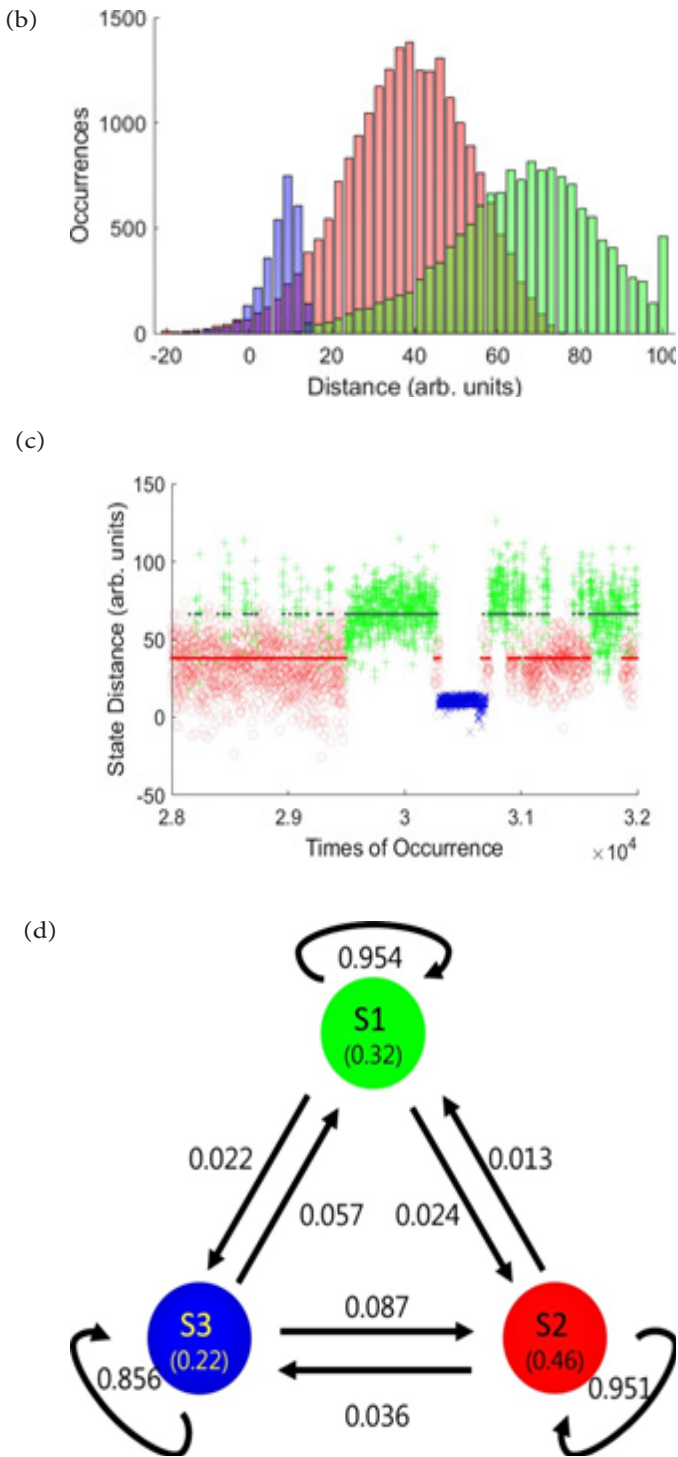 (b)
1500
1000
500
0
Occurrences
-20 0 20 40 60 80 100
Distance (arb. units)
(c)
150
100
50
0
-50
State Distance (arb. units)
2.8 2.9 3 3.1 3.2
Times of Occurrence
×10⁴
(d)
0.954
S1
(0.32)
0.022
0.013
0.057
0.024
0.087
S3
(0.22)
S2
(0.46)
0.856
0.951
0.036